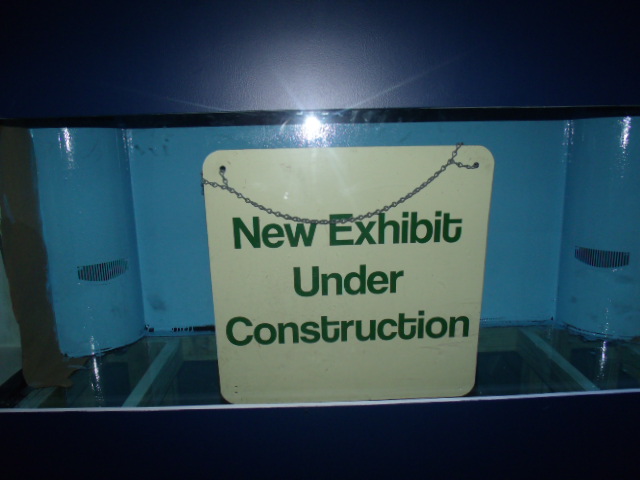 New Exhibit
Under
Construction